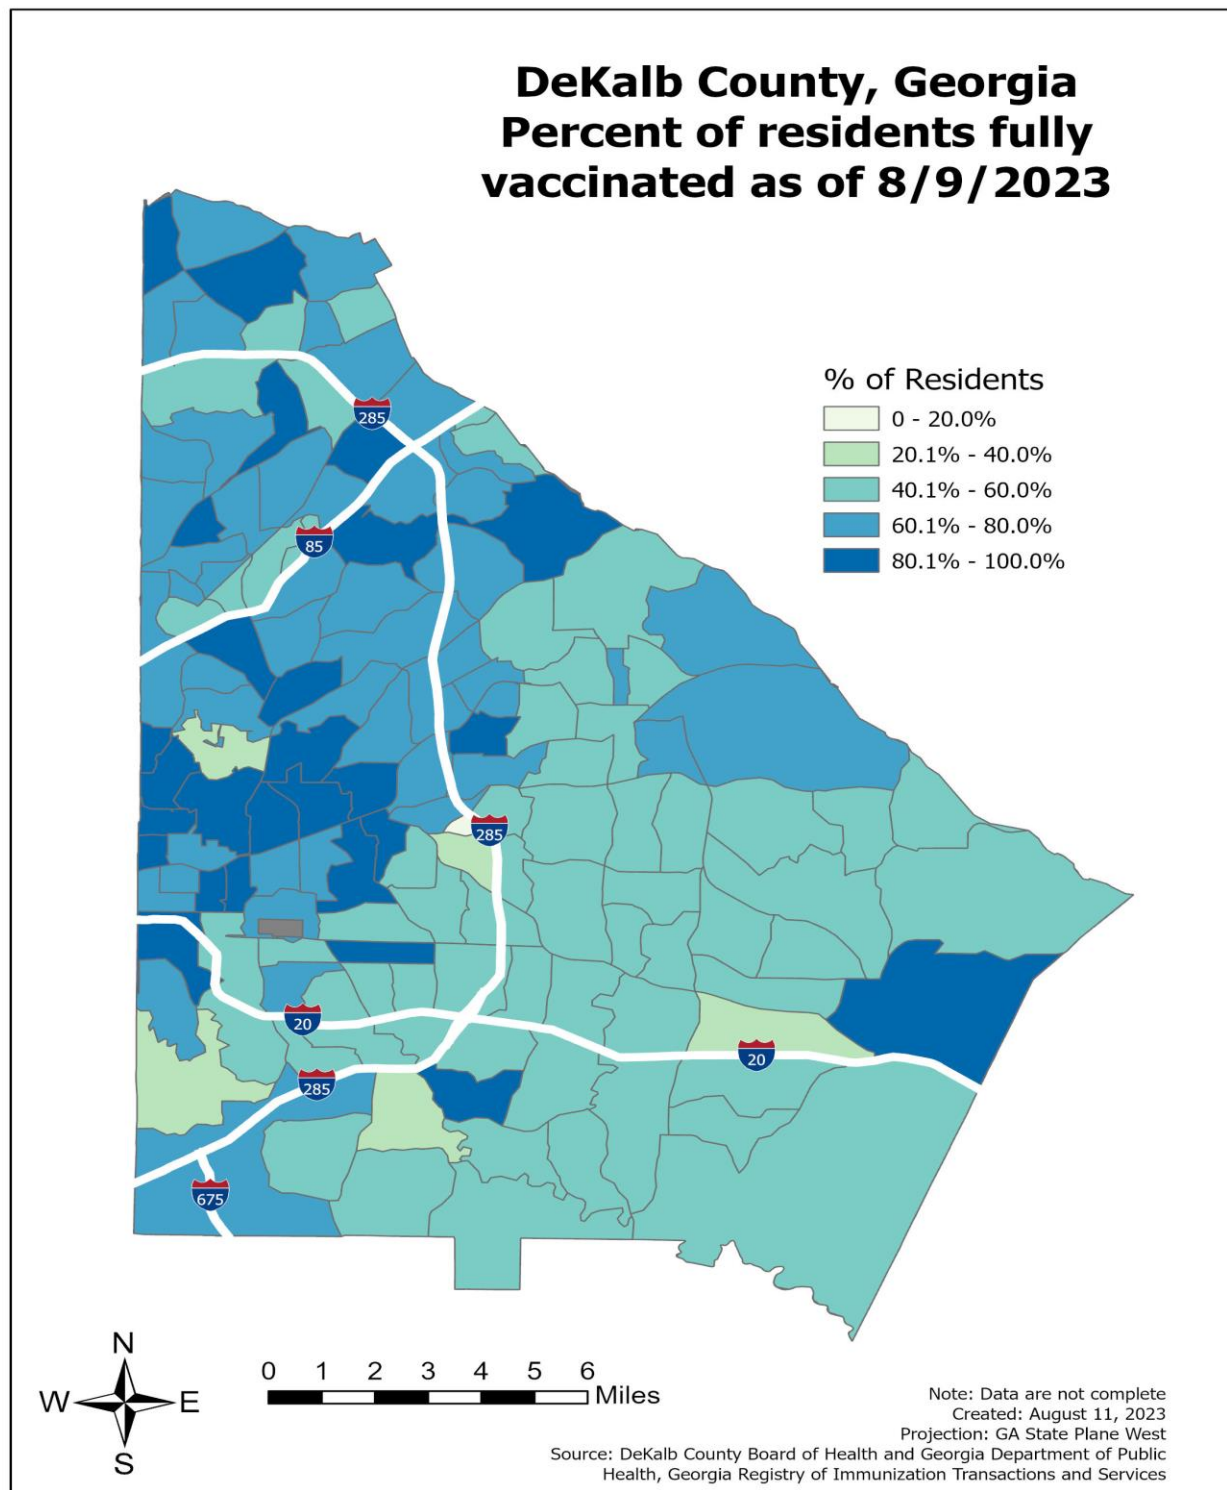 DeKalb County, Georgia
Percent of residents fully
vaccinated as of 8/9/2023
% of Residents
0 - 20.0%
20.1% - 40.0%
40.1% - 60.0%
60.1% - 80.0%
80.1% - 100.0%
285
85
285
20
20
285
675
N
W E
S
0 1 2 3 4 5 6
Miles
Note: Data are not complete
Created: August 11, 2023
Projection: GA State Plane West
Source: DeKalb County Board of Health and Georgia Department of Public
Health, Georgia Registry of Immunization Transactions and Services